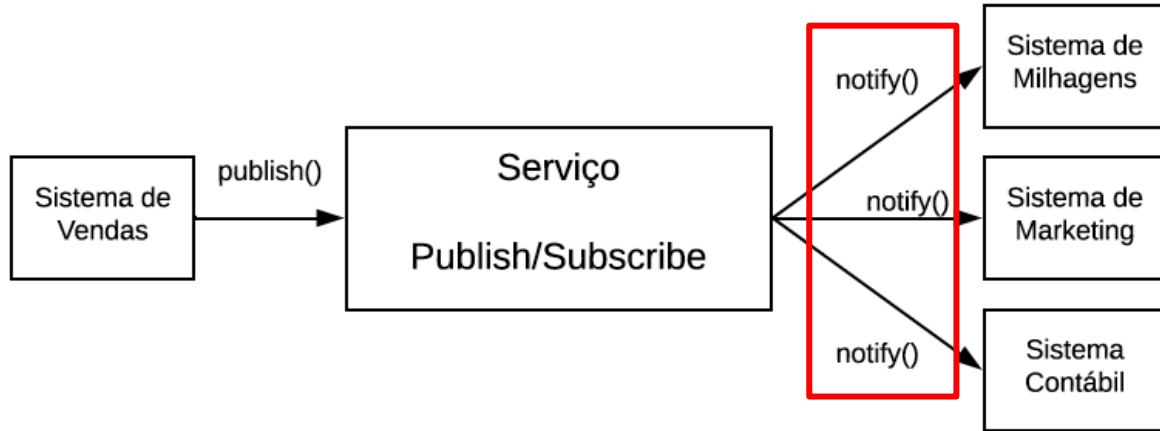 Sistema de
Vendas
publish()
Serviço
Publish/Subscribe
notify()
notify()
notify()
Sistema de
Milhagens
Sistema de
Marketing
Sistema
Contábil